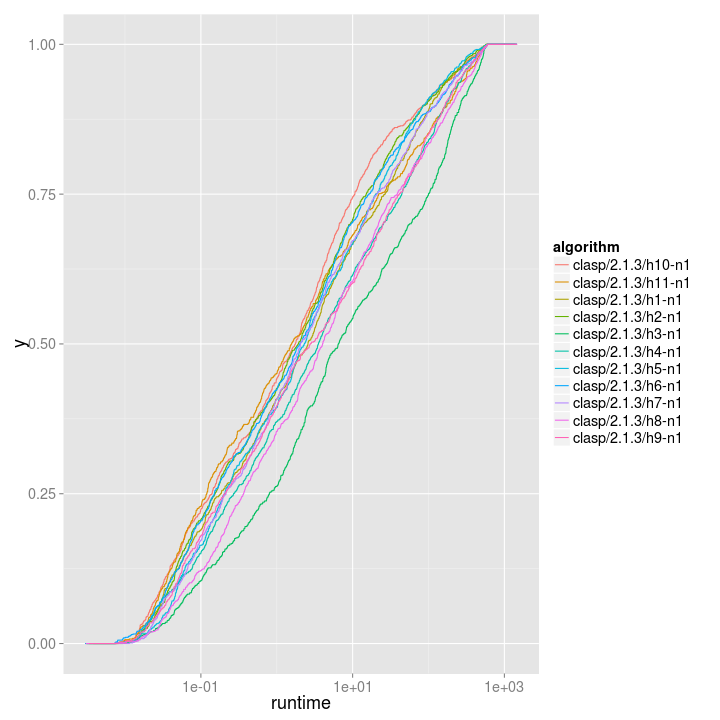 1.00
0.75
0.50
0.25
0.00
y
1e-01
1e+01
1e+03
runtime
algorithm
clasp/2.1.3/h10-n1
clasp/2.1.3/h11-n1
clasp/2.1.3/h1-n1
clasp/2.1.3/h2-n1
clasp/2.1.3/h3-n1
clasp/2.1.3/h4-n1
clasp/2.1.3/h5-n1
clasp/2.1.3/h6-n1
clasp/2.1.3/h7-n1
clasp/2.1.3/h8-n1
clasp/2.1.3/h9-n1